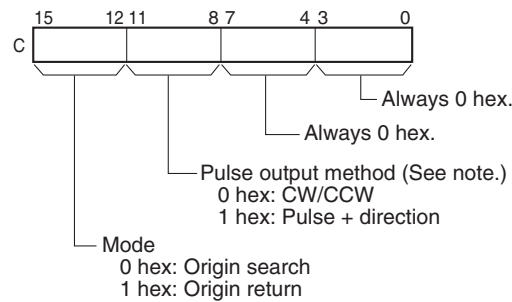 15 12 11 8 7 4 3 0
C
Always 0 hex.
Always 0 hex.
Pulse output method (See note.)
0 hex: CW/CCW
1 hex: Pulse + direction
Mode
0 hex: Origin search
1 hex: Origin return